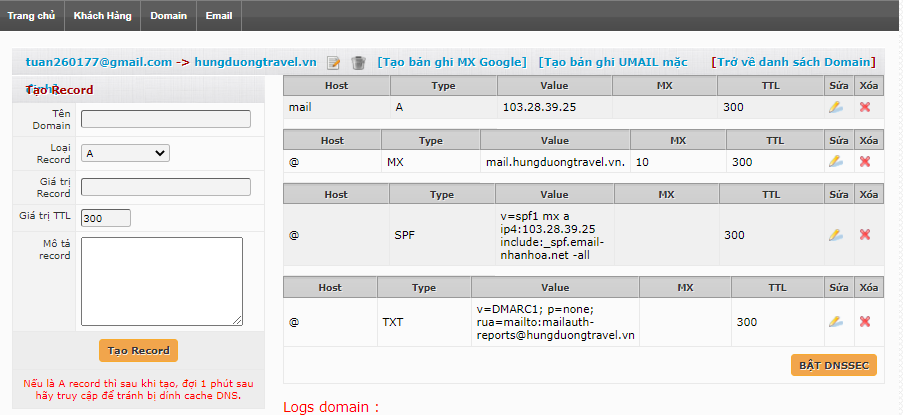 Trang chủ Khách Hàng Domain Email
tuan260177@gmail.com -> hungduongtravel.vn [Tạo bản ghi MX Google] [Tạo bản ghi UMAIL mặc [Trở về danh sách Domain]
Tạo Record
Tên Domain
Loại Record A
Giá trị Record
Giá trị TTL 300
Mô tả record
Tạo Record
Nếu là A record thì sau khi tạo, đợi 1 phút sau
hãy truy cập để tránh bị dính cache DNS.
Host Type Value MX TTL Sửa Xóa
mail A 103.28.39.25 300
Host Type Value MX TTL Sửa Xóa
@ MX mail.hungduongtravel.vn. 10 300
Host Type Value MX TTL Sửa Xóa
@ SPF v=spf1 mx a 300
ip4:103.28.39.25
include:_spf.email-
nhanhoa.net -all
Host Type Value MX TTL Sửa Xóa
@ TXT v=DMARC1; p=none; 300
rua=mailto:mailauth-
reports@hungduongtravel.vn
BẬT DNSSEC
Logs domain :